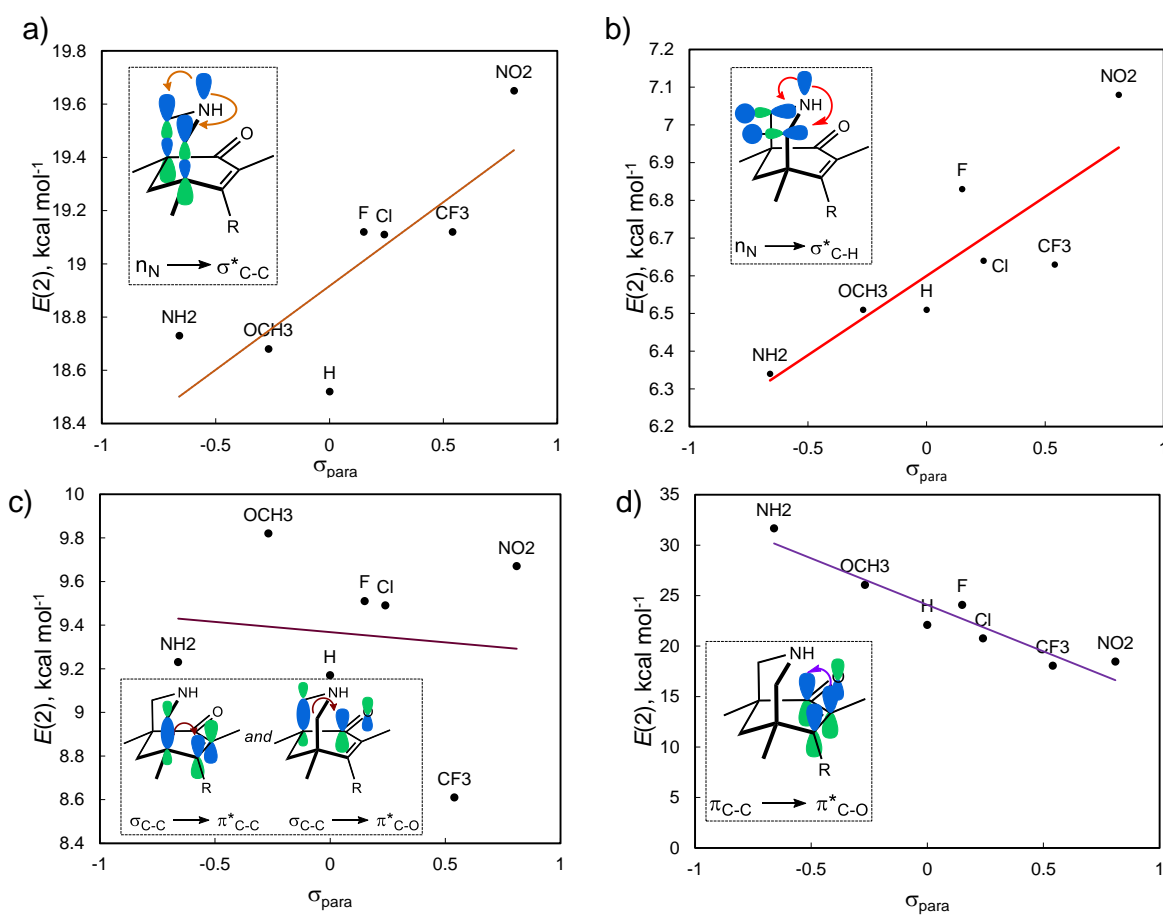 a)
19.8
19.6
19.4
19.2
19
18.8
18.6
18.4
E(2), kcal mol-1
-1
-0.5
0
0.5
1
σpara
NO2
F
Cl
CF3
NH2
OCH3
H
NH
O
R
nN → σ*C-C
b)
7.2
7.1
7
6.9
6.8
6.7
6.6
6.5
6.4
6.3
6.2
E(2), kcal mol-1
-1
-0.5
0
0.5
1
σpara
NO2
F
CF3
Cl
OCH3
H
NH2
NH
O
R
nN → σ*C-H
c)
10
9.8
9.6
9.4
9.2
9
8.8
8.6
8.4
E(2), kcal mol-1
-1
-0.5
0
0.5
1
σpara
OCH3
NO2
F
Cl
NH2
H
CF3
NH
O
R
and
NH
O
R
σC-C → π*C-C
σC-C → π*C-O
d)
35
30
25
20
15
10
5
0
E(2), kcal mol-1
-1
-0.5
0
0.5
1
σpara
NH2
OCH3
H
F
Cl
CF3
NO2
NH
O
R
πC-C → π*C-O